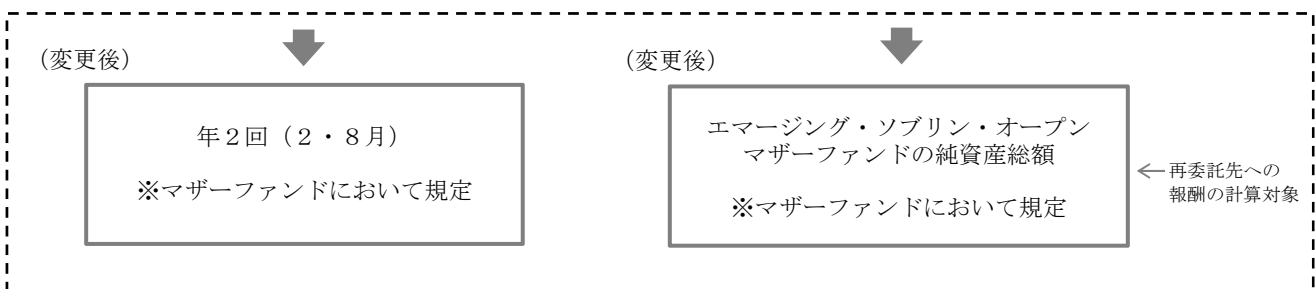 （変更後）
年２回（２・８月）
※マザーファンドにおいて規定
（変更後）
エマージング・ソブリン・オープン
マザーファンドの純資産総額
※マザーファンドにおいて規定
再委託先への
報酬の計算対象